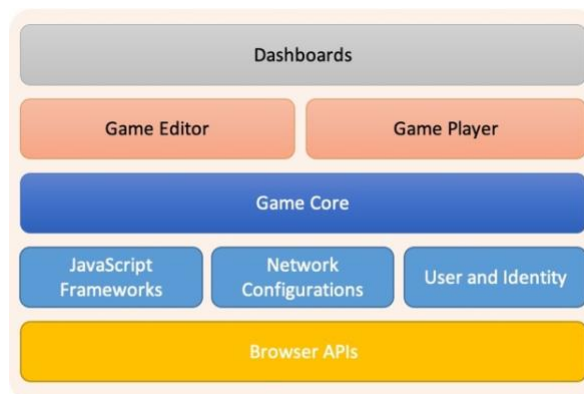 Dashboards
Game Editor
Game Player
Game Core
JavaScript
Frameworks
Network
Configurations
User and Identity
Browser APIs